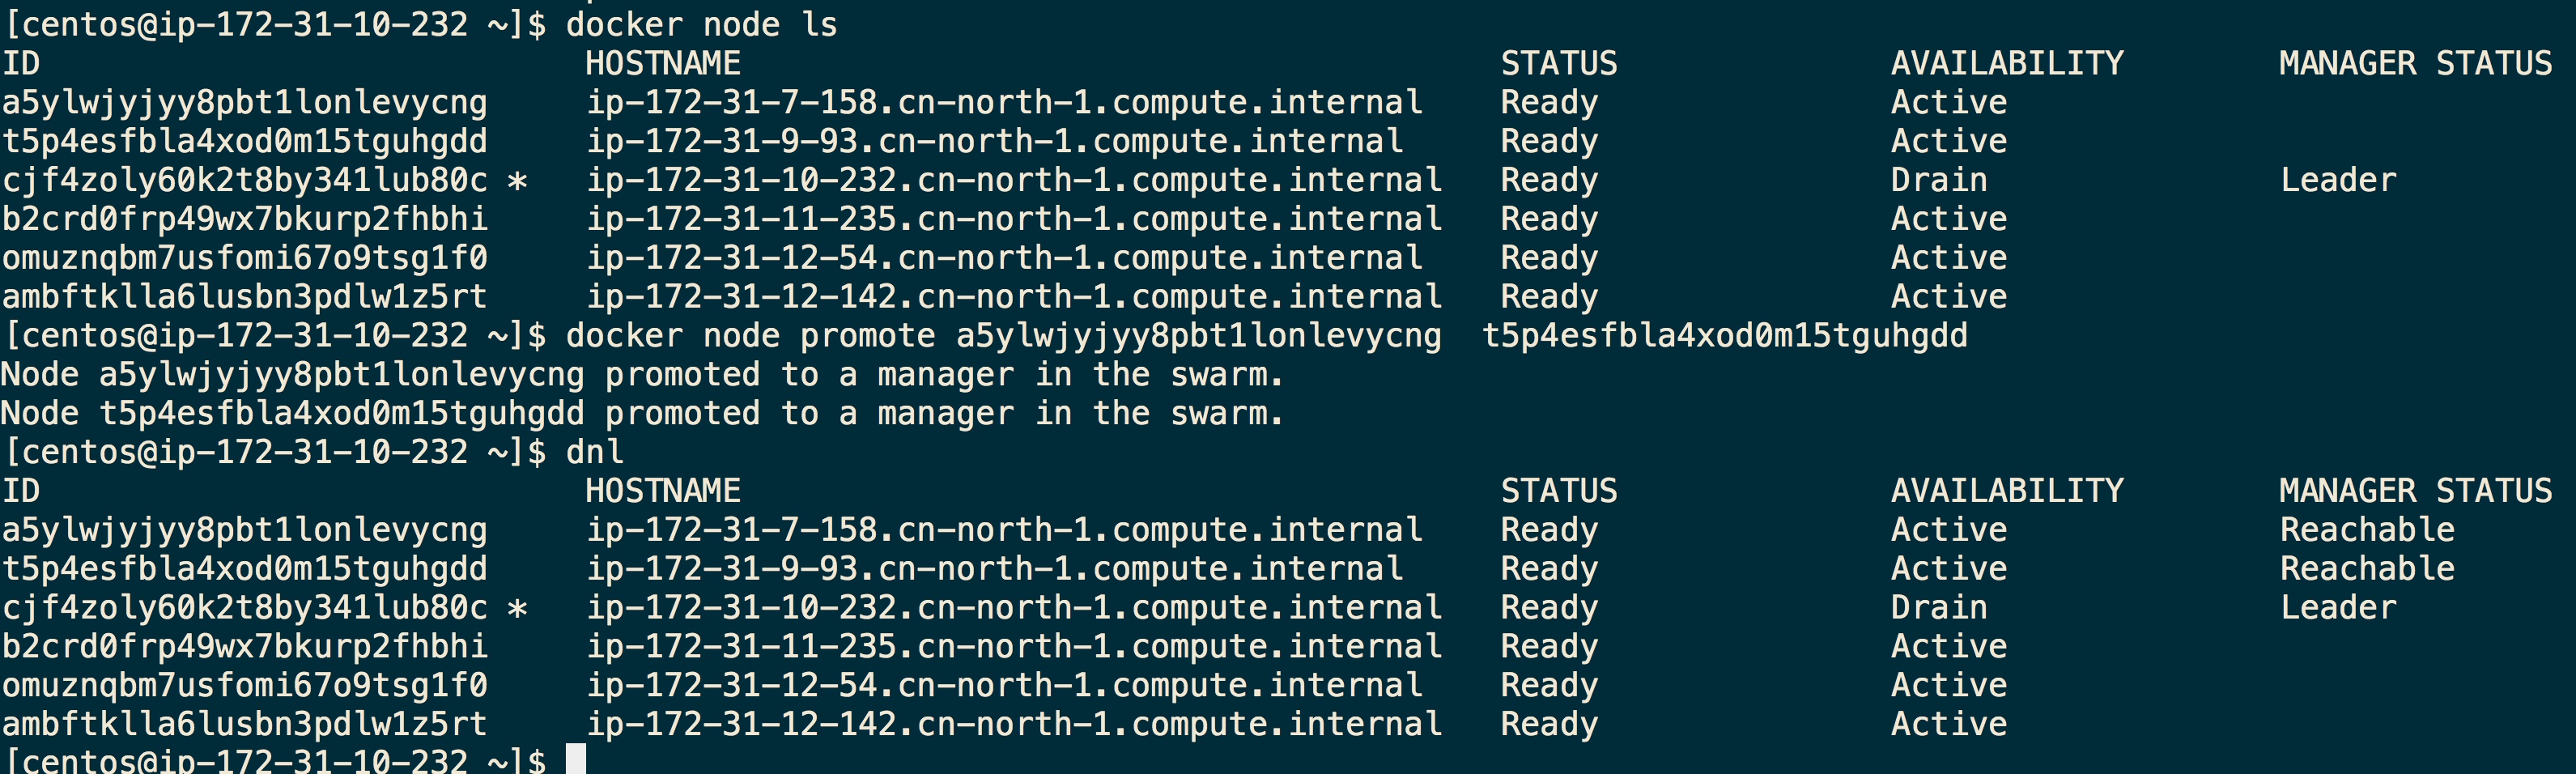 [centos@ip-172-31-10-232 ~]$ docker node ls
ID HOSTNAME STATUS AVAILABILITY MANAGER STATUS
a5ylwjyjyy8pbt1lonlevycng ip-172-31-7-158.cn-north-1.compute.internal Ready Active
t5p4esfbla4xod0m15tguhgdd ip-172-31-9-93.cn-north-1.compute.internal Ready Active
cjf4zoly60k2t8by341lub80c * ip-172-31-10-232.cn-north-1.compute.internal Ready Drain Leader
b2crd0frp49wx7bkurp2fhbhi ip-172-31-11-235.cn-north-1.compute.internal Ready Active
omuznqbm7usfomi67o9tsg1f0 ip-172-31-12-54.cn-north-1.compute.internal Ready Active
ambftklla6lusbn3pdlw1z5rt ip-172-31-12-142.cn-north-1.compute.internal Ready Active
[centos@ip-172-31-10-232 ~]$ docker node promote a5ylwjyjyy8pbt1lonlevycng t5p4esfbla4xod0m15tguhgdd
Node a5ylwjyjyy8pbt1lonlevycng promoted to a manager in the swarm.
Node t5p4esfbla4xod0m15tguhgdd promoted to a manager in the swarm.
[centos@ip-172-31-10-232 ~]$ dnl
ID HOSTNAME STATUS AVAILABILITY MANAGER STATUS
a5ylwjyjyy8pbt1lonlevycng ip-172-31-7-158.cn-north-1.compute.internal Ready Active Reachable
t5p4esfbla4xod0m15tguhgdd ip-172-31-9-93.cn-north-1.compute.internal Ready Active Reachable
cjf4zoly60k2t8by341lub80c * ip-172-31-10-232.cn-north-1.compute.internal Ready Drain Leader
b2crd0frp49wx7bkurp2fhbhi ip-172-31-11-235.cn-north-1.compute.internal Ready Active
omuznqbm7usfomi67o9tsg1f0 ip-172-31-12-54.cn-north-1.compute.internal Ready Active
ambftklla6lusbn3pdlw1z5rt ip-172-31-12-142.cn-north-1.compute.internal Ready Active
[centos@ip-172-31-10-232 ~]$